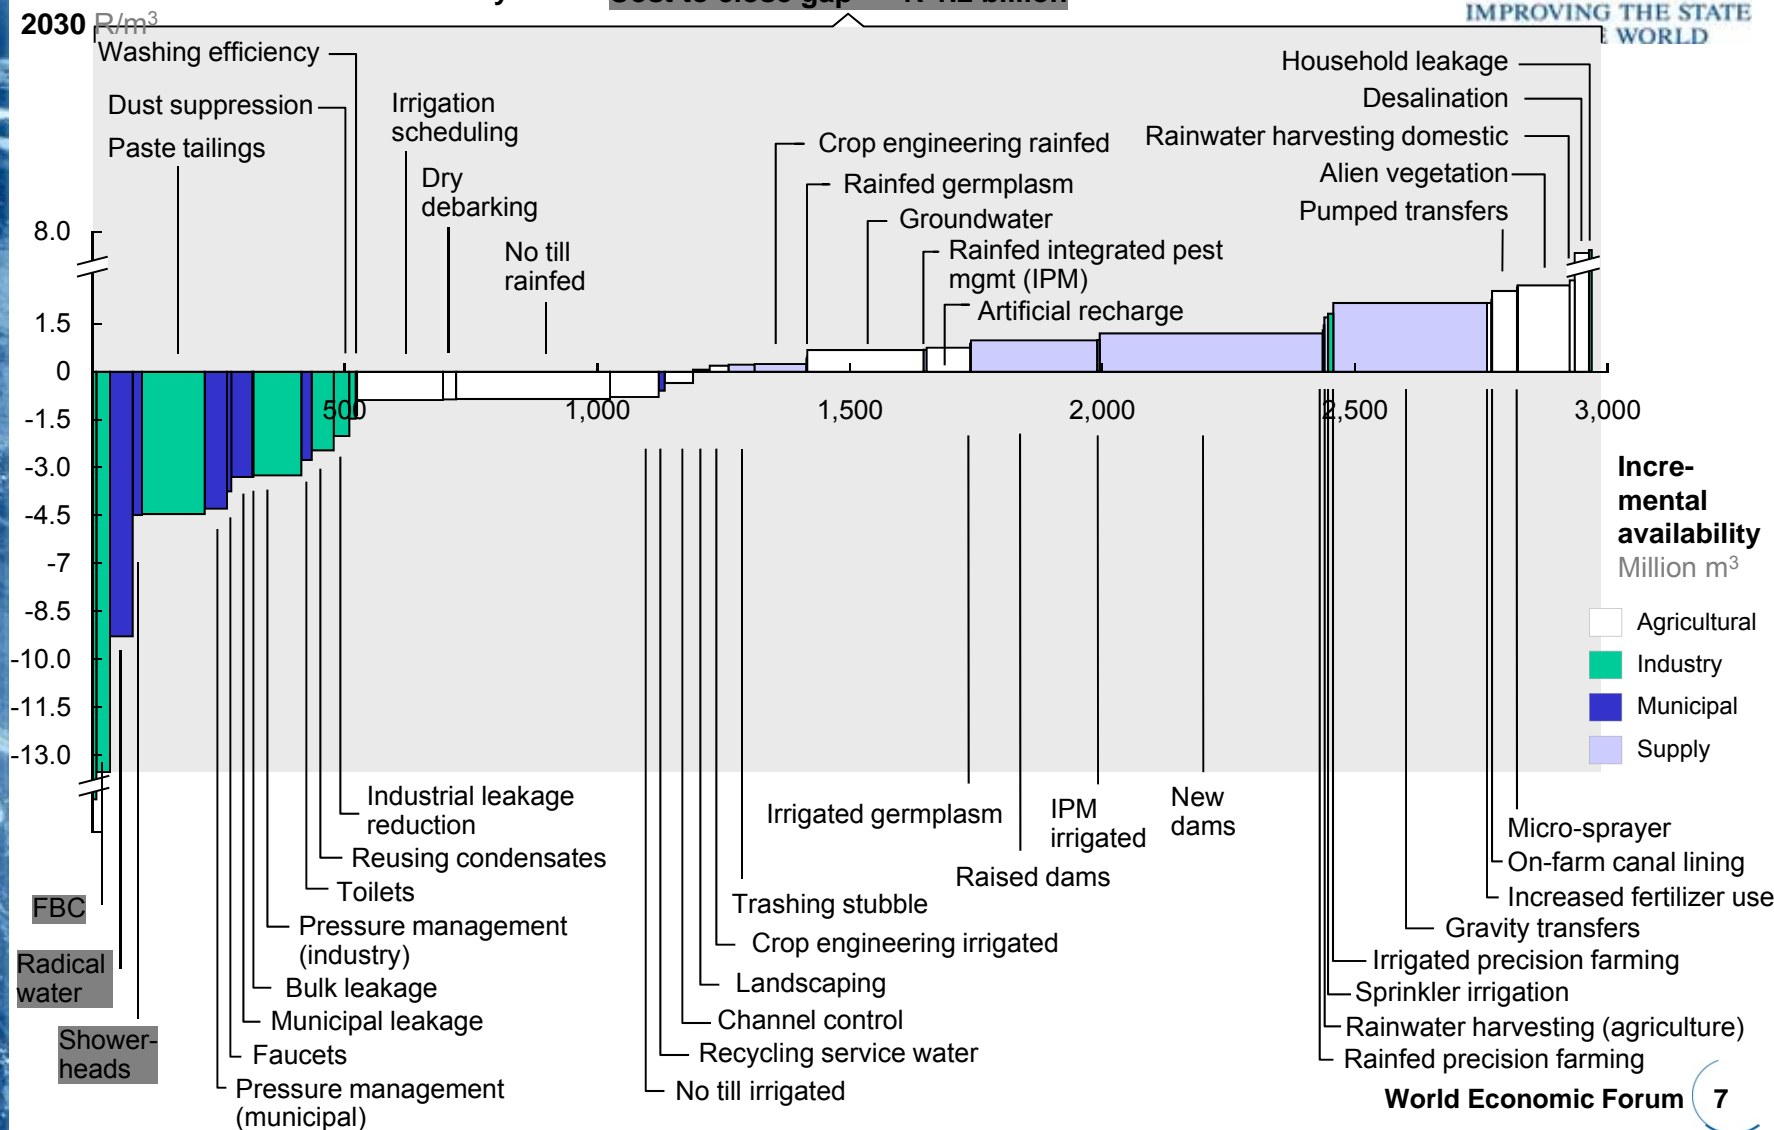 2030 R/m3
IMPROVING THE STATE
WORLD
Washing efficiency
Dust suppression
Paste tailings
Irrigation
scheduling
Dry
debarking
No till
rainfed
Crop engineering rainfed
Rainfed germplasm
Groundwater
Rainfed integrated pest
mgmt (IPM)
Artificial recharge
Household leakage
Desalination
Rainwater harvesting domestic
Alien vegetation
Pumped transfers
8.0
1.5
0
-1.5
-3.0
-4.5
-7
-8.5
-10.0
-11.5
-13.0
500
1,000
1,500
2,000
2,500
3,000
Incre-
mental
availability
Million m3
Agricultural
Industry
Municipal
Supply
Industrial leakage
reduction
Reusing condensates
Toilets
Pressure management
(industry)
Bulk leakage
Municipal leakage
Faucets
Pressure management
(municipal)
FBC
Radical
water
Shower-
heads
Irrigated germplasm
Raised dams
IPM
irrigated
New
dams
Trashing stubble
Crop engineering irrigated
Landscaping
Channel control
Recycling service water
No till irrigated
Micro-sprayer
On-farm canal lining
Increased fertilizer use
Gravity transfers
Irrigated precision farming
Sprinkler irrigation
Rainwater harvesting (agriculture)
Rainfed precision farming
World Economic Forum 7